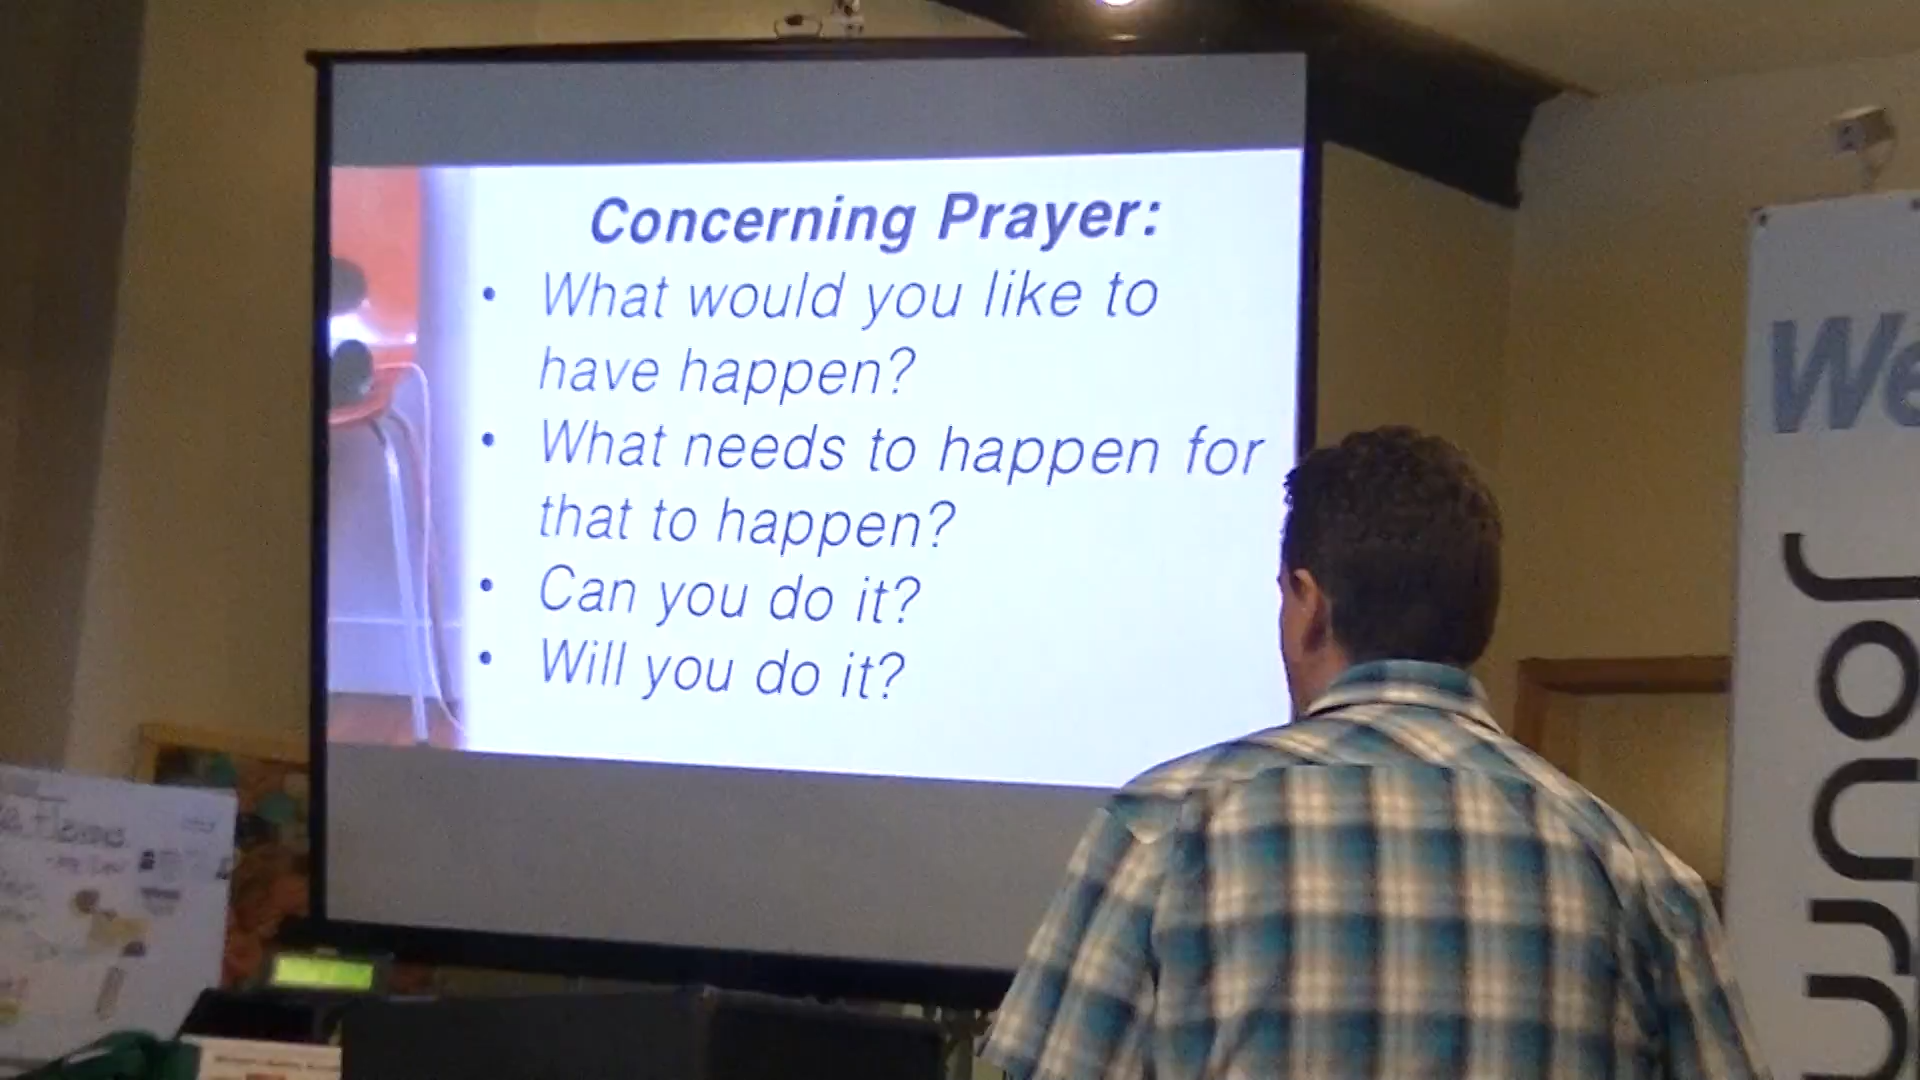 Concerning Prayer:
• What would you like to
have happen?
• What needs to happen for
that to happen?
• Can you do it?
• Will you do it?
We
Journ